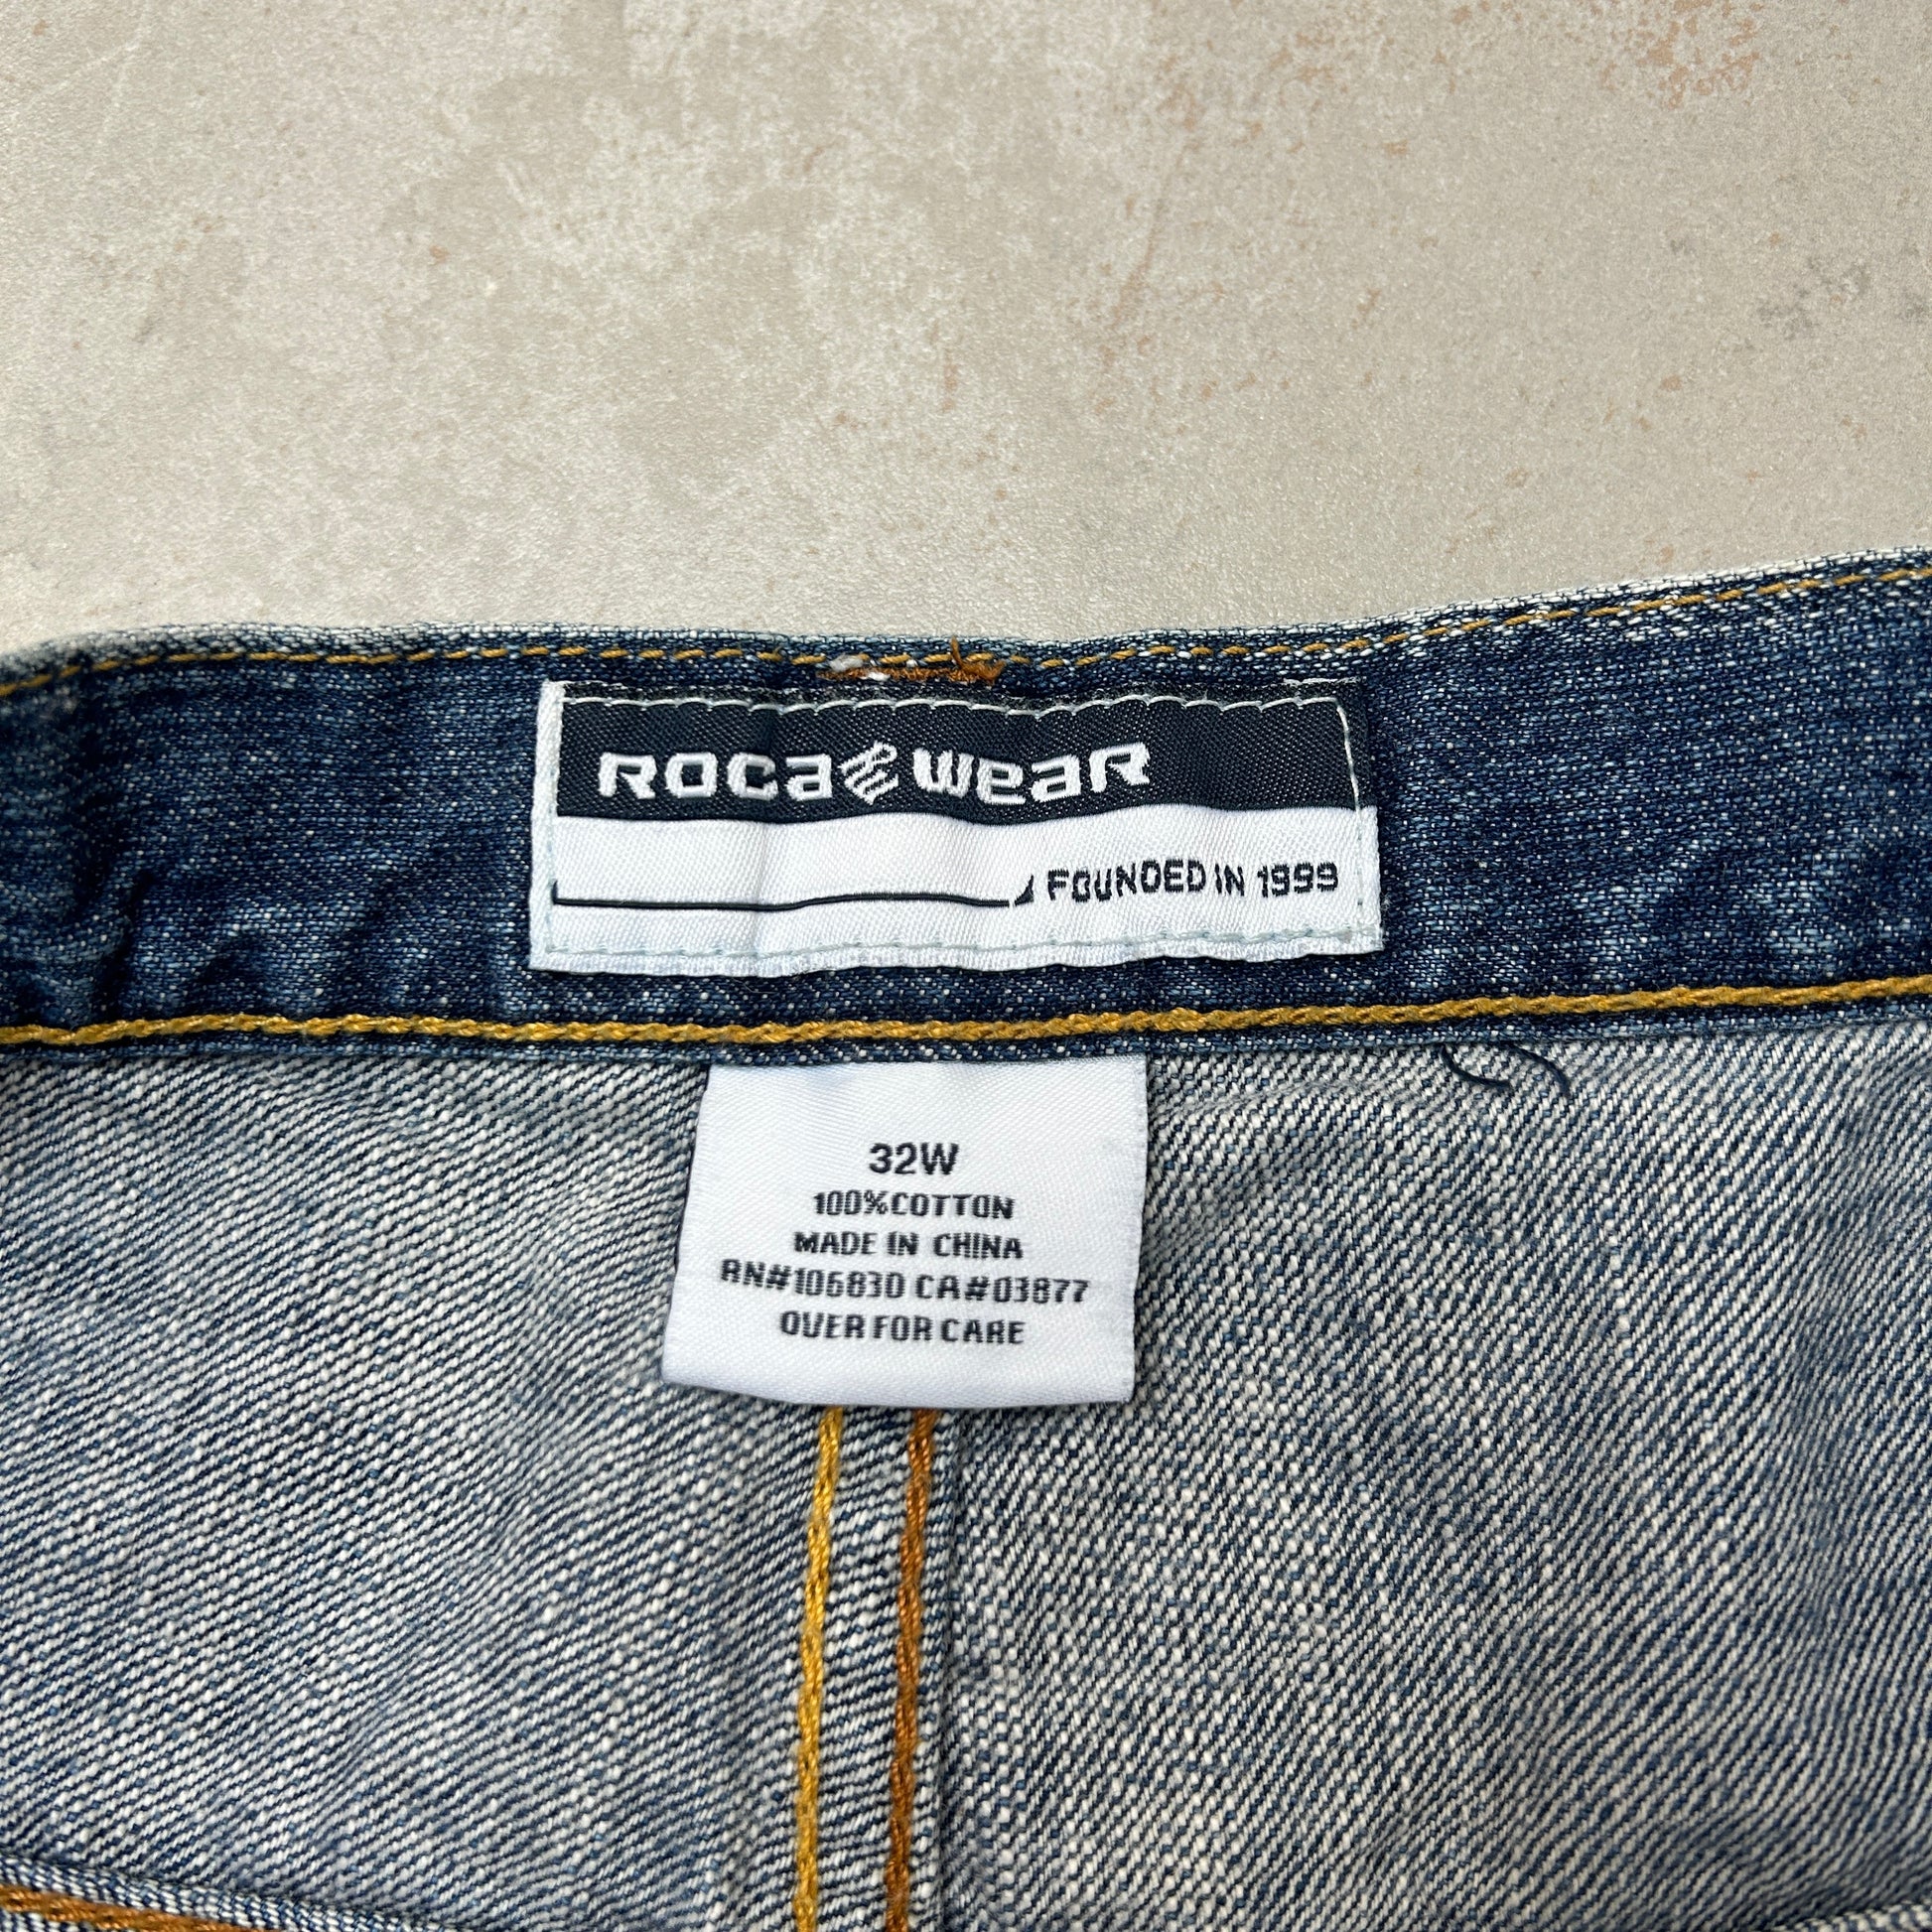 ROCA WEAR
FOUNDED IN 1999
32W
100%COTTON
MADE IN CHINA
RN#106830 CA#03877
OVER FOR CARE